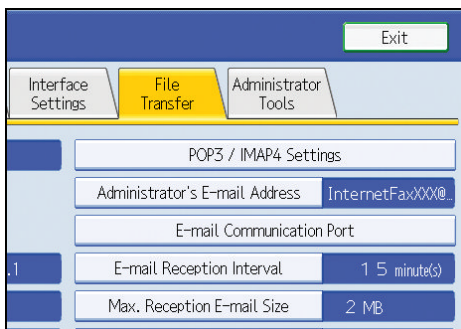 Exit
Interface
Settings
File
Transfer
Administrator
Tools
POP3 / IMAP4 Settings
Administrator's E-mail Address InternetFaxXXX@...
E-mail Communication Port
.1 E-mail Reception Interval 15 minute(s)
Max. Reception E-mail Size 2 MB